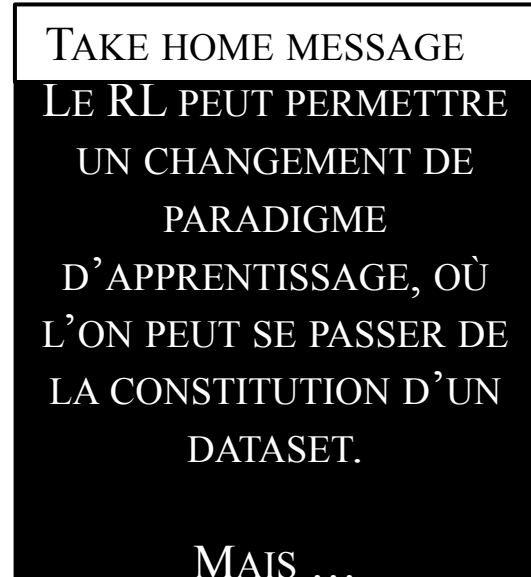 TAKE HOME MESSAGE
LE RL PEUT PERMETTRE
UN CHANGEMENT DE
PARADIGME
D’APPRENTISSAGE, OÙ
L’ON PEUT SE PASSER DE
LA CONSTITUTION D’UN
DATASET.
MAIS …